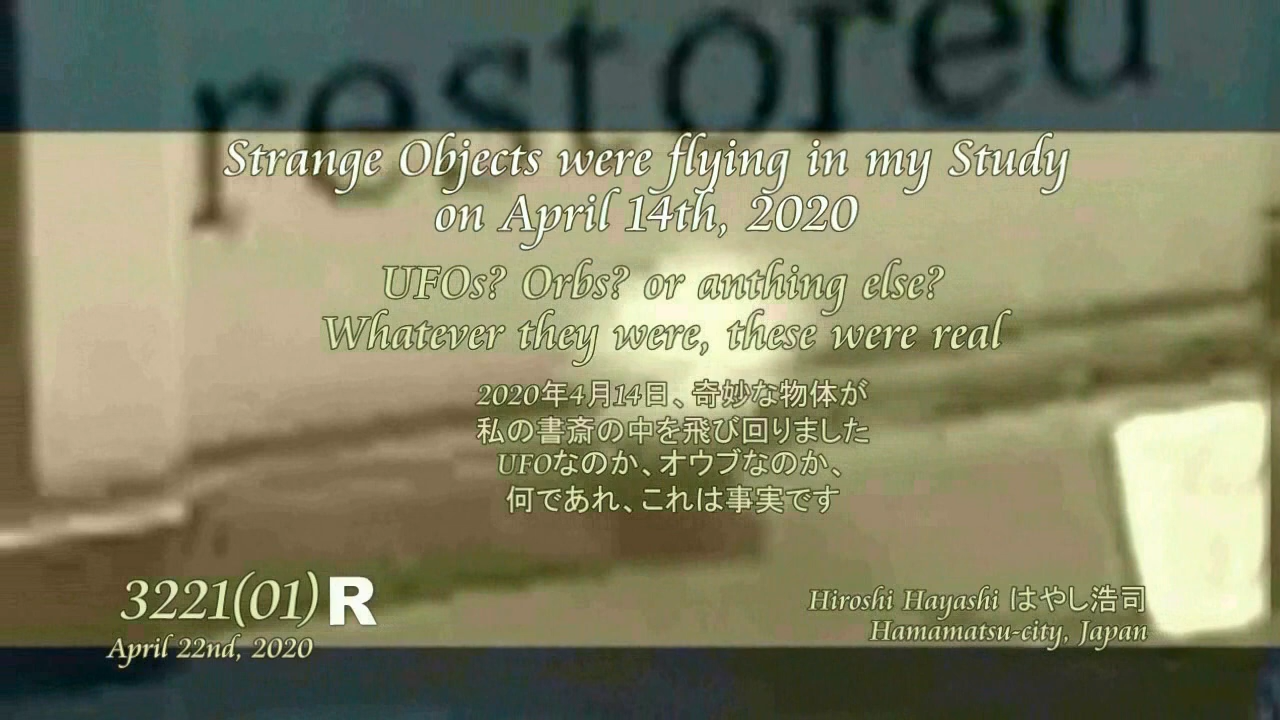 restored
Strange Objects were flying in my Study
on April 14th, 2020
UFOs? Orbs? or anthing else?
Whatever they were, these were real
2020年4月14日、奇妙な物体が
私の書斎の中を飛び回りました
UFOなのか、オウブなのか、
何であれ、これは事実です
3221(01)R
April 22nd, 2020
Hiroshi Hayashi はやし浩司
Hamamatsu-city, Japan